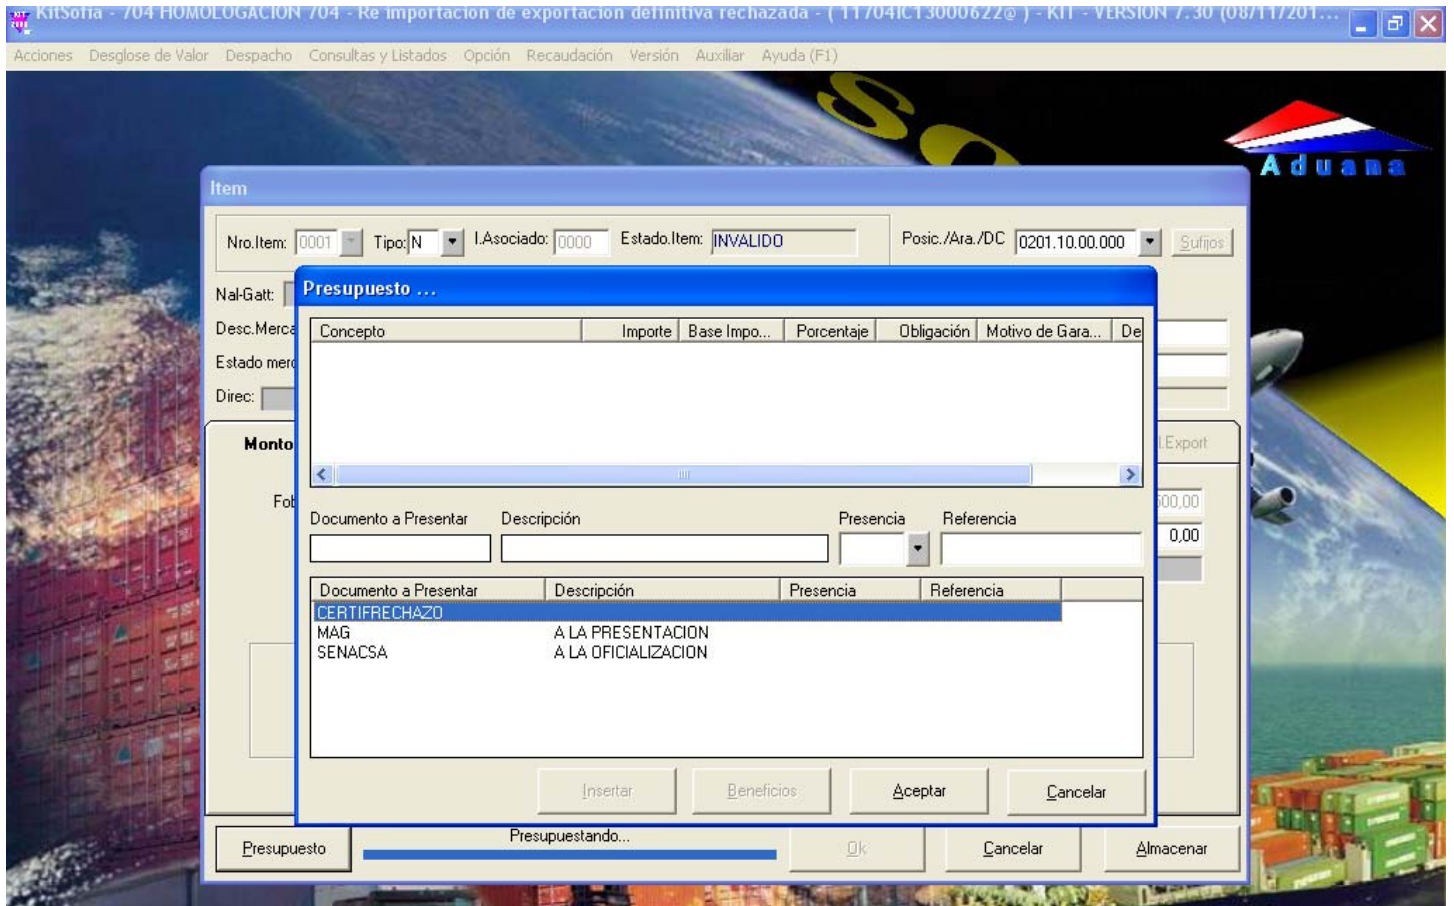 KitSofia - 704 HOMOLOGACION 704 - Re importacion de exportacion definitiva rechazada - ( 11704IC13000622@ ) - KIT - VERSION 7.30 (08/11/201...
Acciones Desglose de Valor Despacho Consultas y Listados Opción Recaudación Versión Auxiliar Ayuda (F1)
SO
Aduana
Item
Nro.Item: 0001 Tipo: N I.Asociado: 0000 Estado.Item: INVALIDO Posic./Ara./DC 0201.10.00.000 Sufijos
Nal-Gatt:
Presupuesto ...
Desc.Merca
Concepto Importe Base Impo... Porcentaje Obligación Motivo de Gara... De
Estado merc
Direc:
Monto
l.Export
Fob
500,00
Documento a Presentar Descripción Presencia Referencia
0,00
Documento a Presentar Descripción Presencia Referencia
CERTIFRECHAZO
MAG A LA PRESENTACION
SENACSA A LA OFICIALIZACION
Insertar Beneficios Aceptar Cancelar
Presupuesto Presupuestando... Ok Cancelar Almacenar